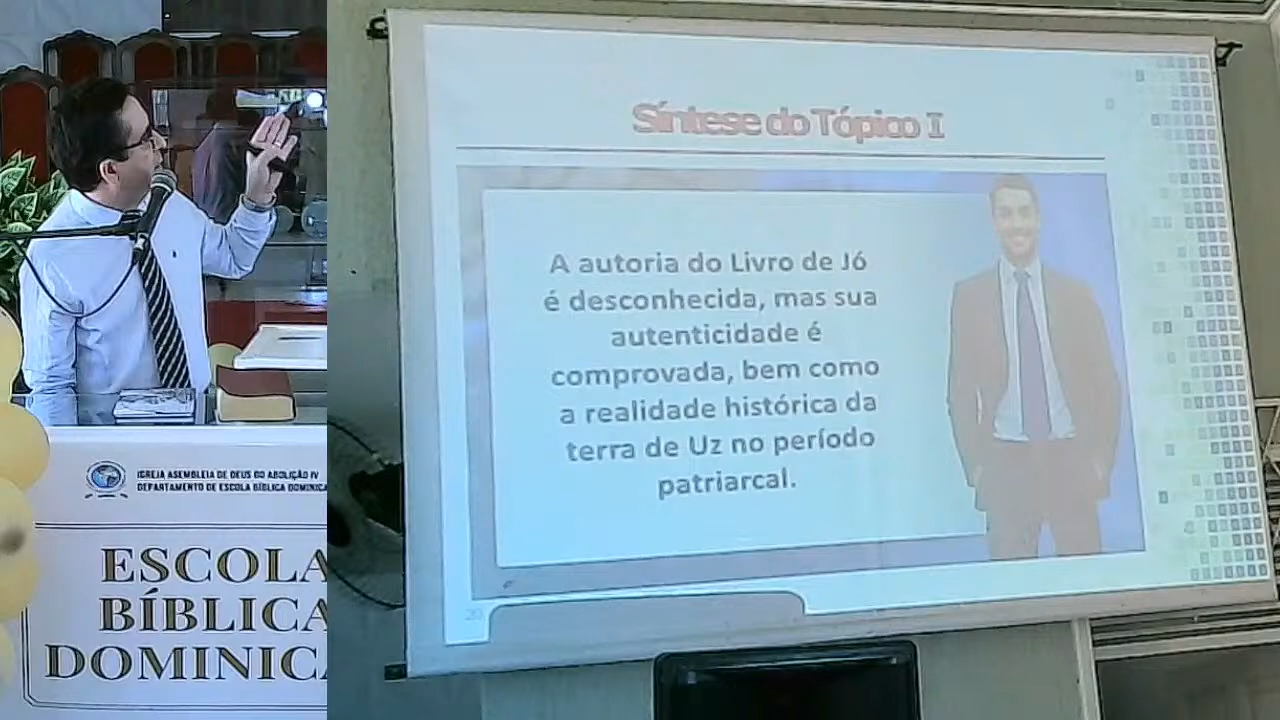 Síntese do Tópico I
A autoria do Livro de Jó
é desconhecida, mas sua
autenticidade é
comprovada, bem como
a realidade histórica da
terra de Uz no período
patriarcal.
20
IGREJA ASEMBLEIA DE DEUS DO ABOLIÇÃO IV
DEPARTAMENTO DE ESCOLA BÍBLICA DOMINICA
ESCOLA
BÍBLICA
DOMINICA